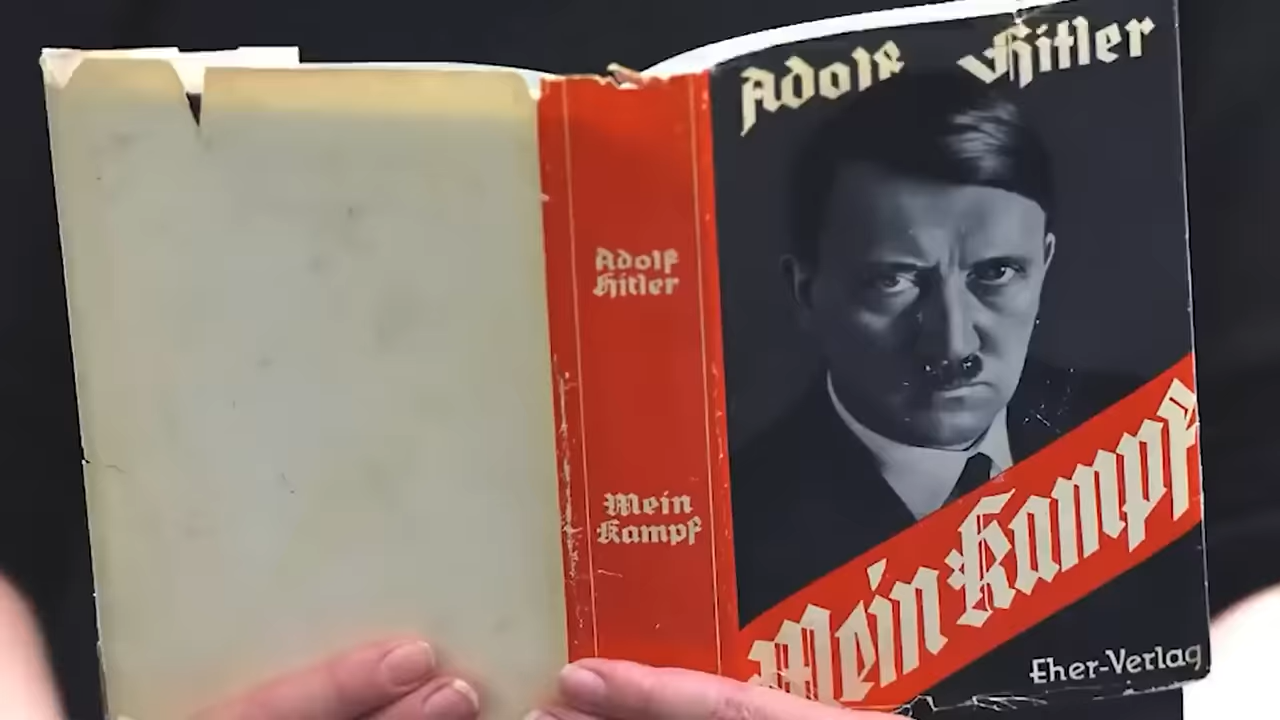 Adolf
Hitler
Mein
Kampf
Adolf Hitler
Mein Kampf
Eher-Verlag